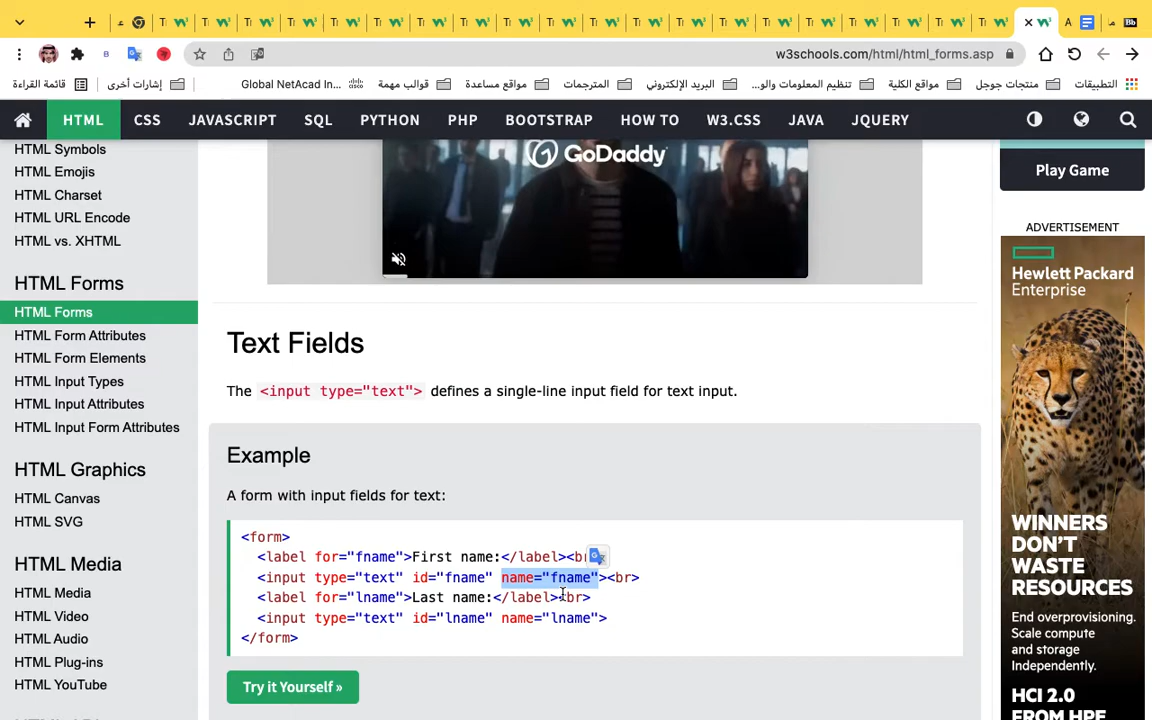 w3schools.com/html/html_forms.asp
قائمة القراءة
إشارات أخرى
Global NetAcad In...
قوالب مهمة
مواقع مساعدة
المترجمات
البريد الإلكتروني
تنظيم المعلومات والو...
مواقع الكلية
منتجات جوجل
التطبيقات
HTML CSS JAVASCRIPT SQL PYTHON PHP BOOTSTRAP HOW TO W3.CSS JAVA JQUERY
HTML Symbols
HTML Emojis
HTML Charset
HTML URL Encode
HTML vs. XHTML
HTML Forms
HTML Forms
HTML Form Attributes
HTML Form Elements
HTML Input Types
HTML Input Attributes
HTML Input Form Attributes
HTML Graphics
HTML Canvas
HTML SVG
HTML Media
HTML Media
HTML Video
HTML Audio
HTML Plug-ins
HTML YouTube
GoDaddy
Text Fields
The <input type="text"> defines a single-line input field for text input.
Example
A form with input fields for text:
<form>
<label for="fname">First name:</label><br
<input type="text" id="fname" name="fname"><br>
<label for="lname">Last name:</label><br>
<input type="text" id="lname" name="lname">
</form>
Try it Yourself »
Play Game
ADVERTISEMENT
Hewlett Packard
Enterprise
WINNERS
DON'T
WASTE
RESOURCES
End overprovisioning.
Scale compute
and storage
Independently.
HCI 2.0
FROM HPE